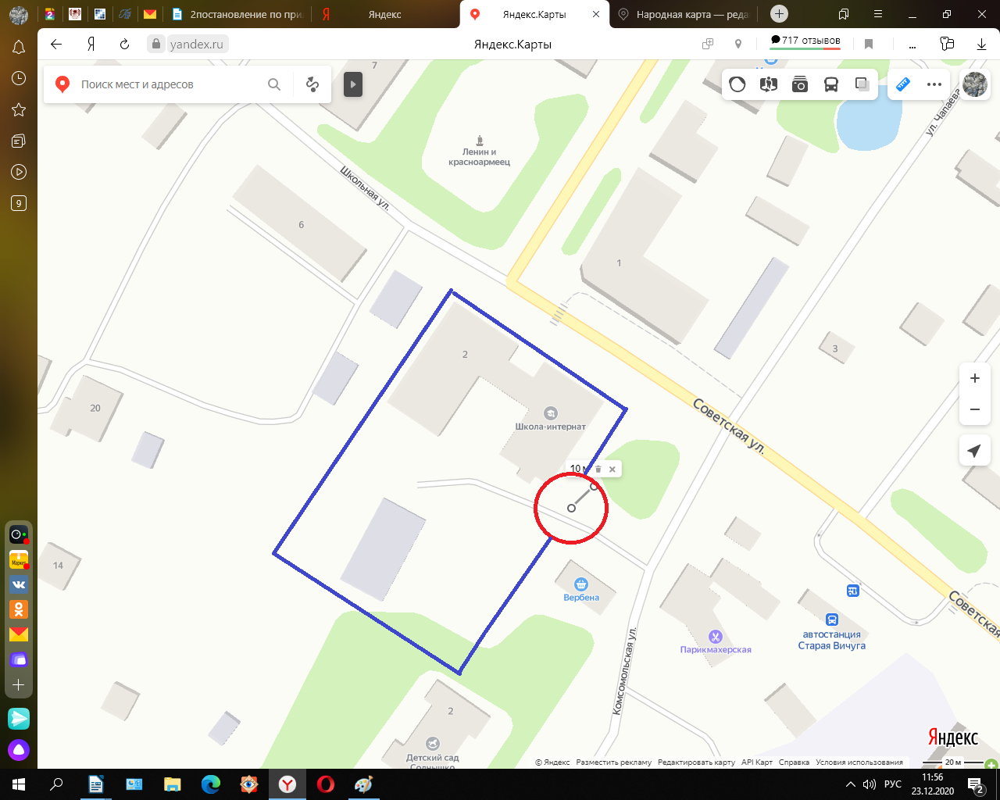 2постановление по при
Яндекс
Яндекс.Карты
Народная карта — реда
yandex.ru
Яндекс.Карты
717 отзывов
Поиск мест и адресов
7
Ленин и
красноармеец
ул. Чапаева
Школьная ул.
6
1
2
3
Школа-интернат
Советская ул.
20
10 м
14
Вербена
Парикмахерская
автостанция
Старая Вичуга
Советская
Комсомольская ул.
2
Детский сад
Солнышко
Яндекс
© Яндекс Разместить рекламу Редактировать карту API Карт Справка Условия использования
20 м
9
Маркет
РУС
11:56
23.12.2020
2